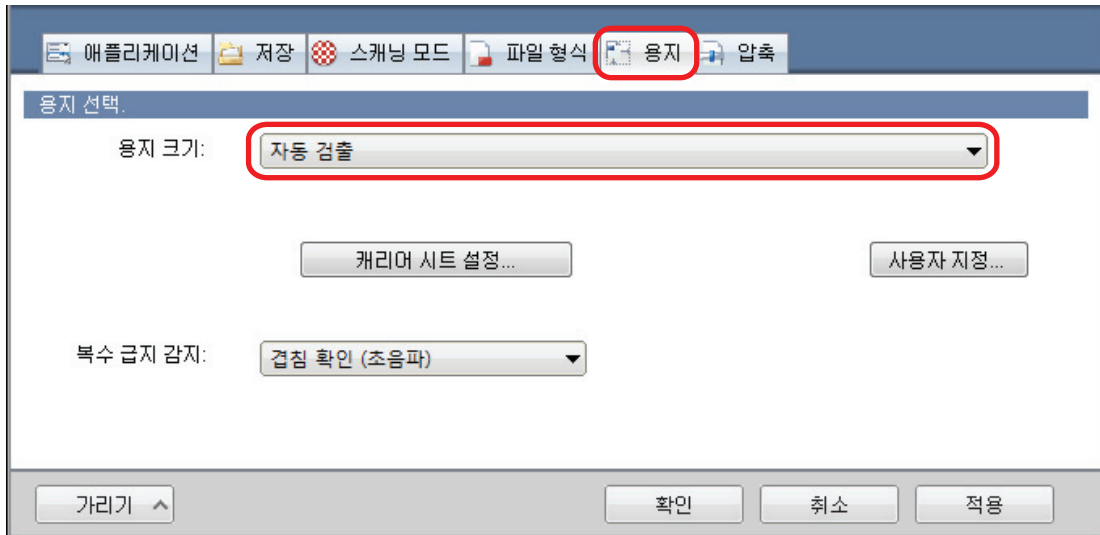 애플리케이션 저장 스캐닝 모드 파일 형식 용지 압축
용지 선택.
용지 크기: 자동 검출
캐리어 시트 설정... 사용자 지정...
복수 급지 감지: 겹침 확인 (초음파)
가리기 확인 취소 적용